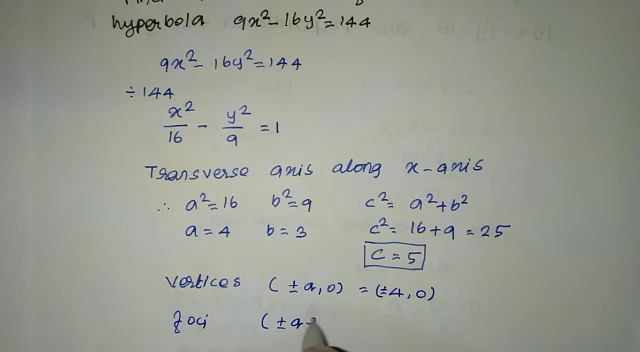 hyperbola 9x² - 16y² = 144
9x² - 16y² = 144
÷ 144
x²/16 - y²/9 = 1
Transverse axis along x-axis
∴ a² = 16 b² = 9 c² = a² + b²
a = 4 b = 3 c² = 16 + 9 = 25
c = 5
vertices (±a, 0) = (±4, 0)
foci (±a